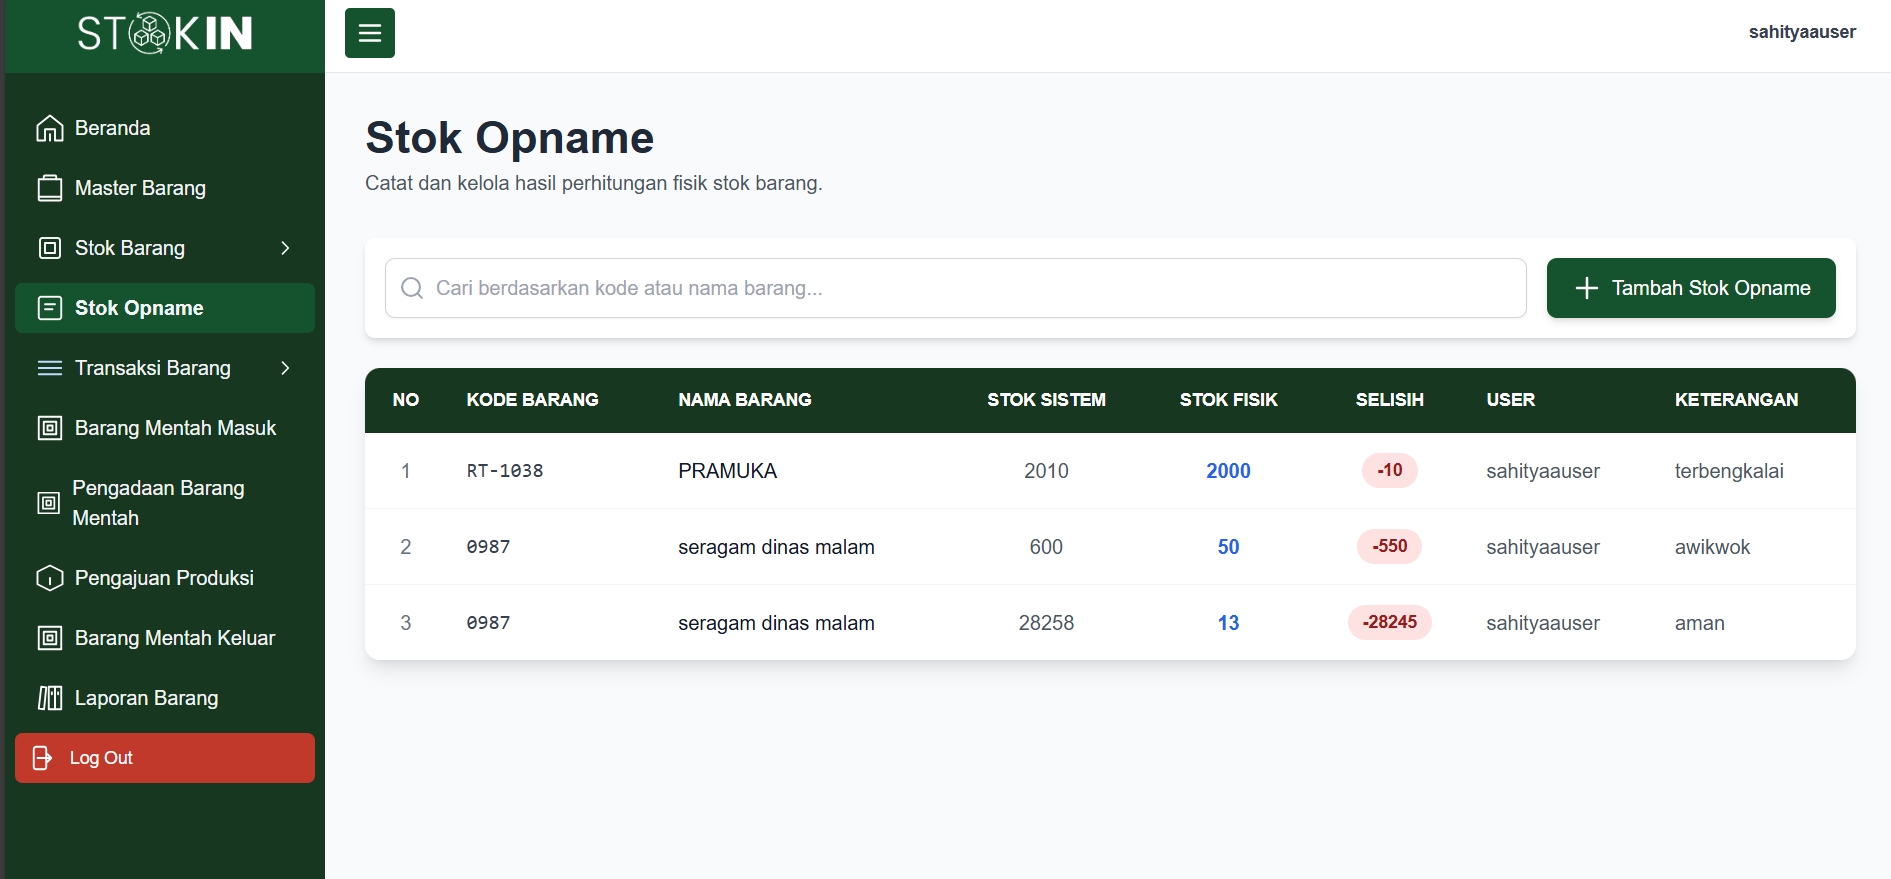 STOKIN
sahityaauser
Beranda
Master Barang
Stok Barang
Stok Opname
Transaksi Barang
Barang Mentah Masuk
Pengadaan Barang
Mentah
Pengajuan Produksi
Barang Mentah Keluar
Laporan Barang
Log Out
Stok Opname
Catat dan kelola hasil perhitungan fisik stok barang.
Cari berdasarkan kode atau nama barang...
Tambah Stok Opname
NO KODE BARANG NAMA BARANG STOK SISTEM STOK FISIK SELISIH USER KETERANGAN
1 RT-1038 PRAMUKA 2010 2000 -10 sahityaauser terbengkalai
2 0987 seragam dinas malam 600 50 -550 sahityaauser awikwok
3 0987 seragam dinas malam 28258 13 -28245 sahityaauser aman